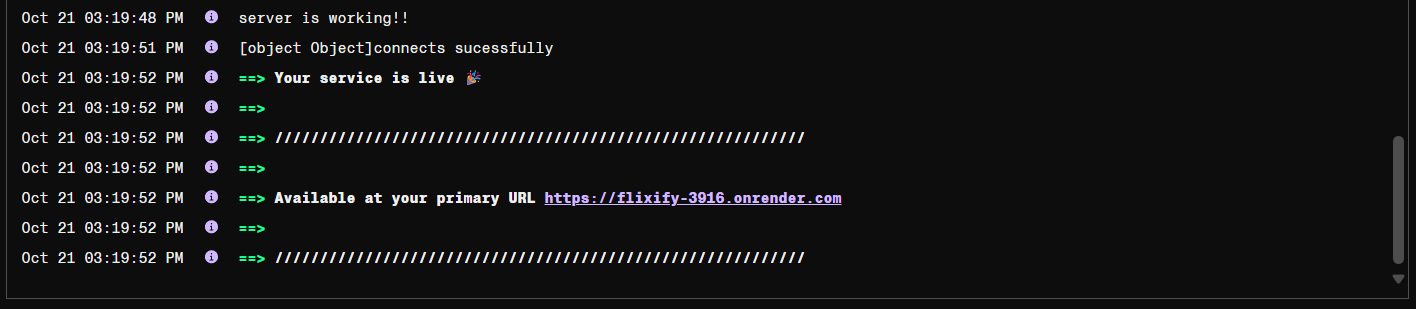 Oct 21 03:19:48 PM server is working!!
Oct 21 03:19:51 PM [object Object]connects sucessfully
Oct 21 03:19:52 PM ==> Your service is live 🎉
Oct 21 03:19:52 PM ==>
Oct 21 03:19:52 PM ==> ///////////////////////////////////////////////////////////
Oct 21 03:19:52 PM ==>
Oct 21 03:19:52 PM ==> Available at your primary URL https://flixify-3916.onrender.com
Oct 21 03:19:52 PM ==>
Oct 21 03:19:52 PM ==> ///////////////////////////////////////////////////////////